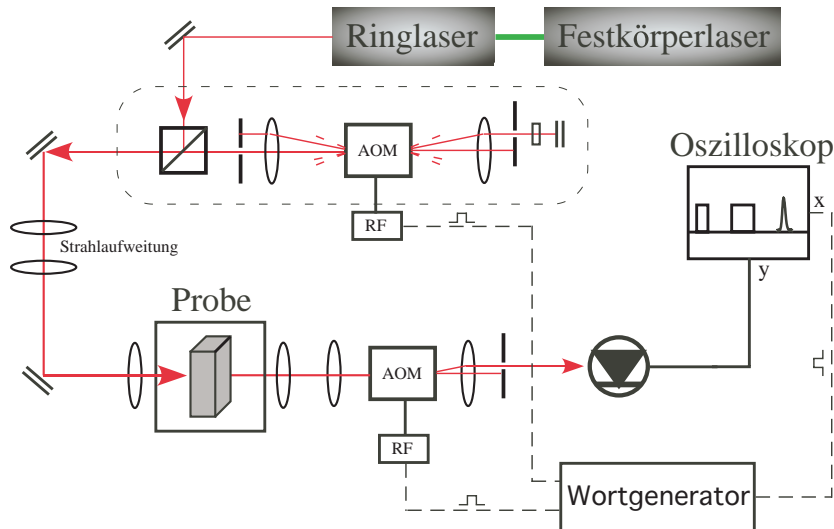 Ringlaser
Festkörperlaser
AOM
RF
Oszilloskop
x
y
Strahlaufweitung
Probe
AOM
RF
Wortgenerator